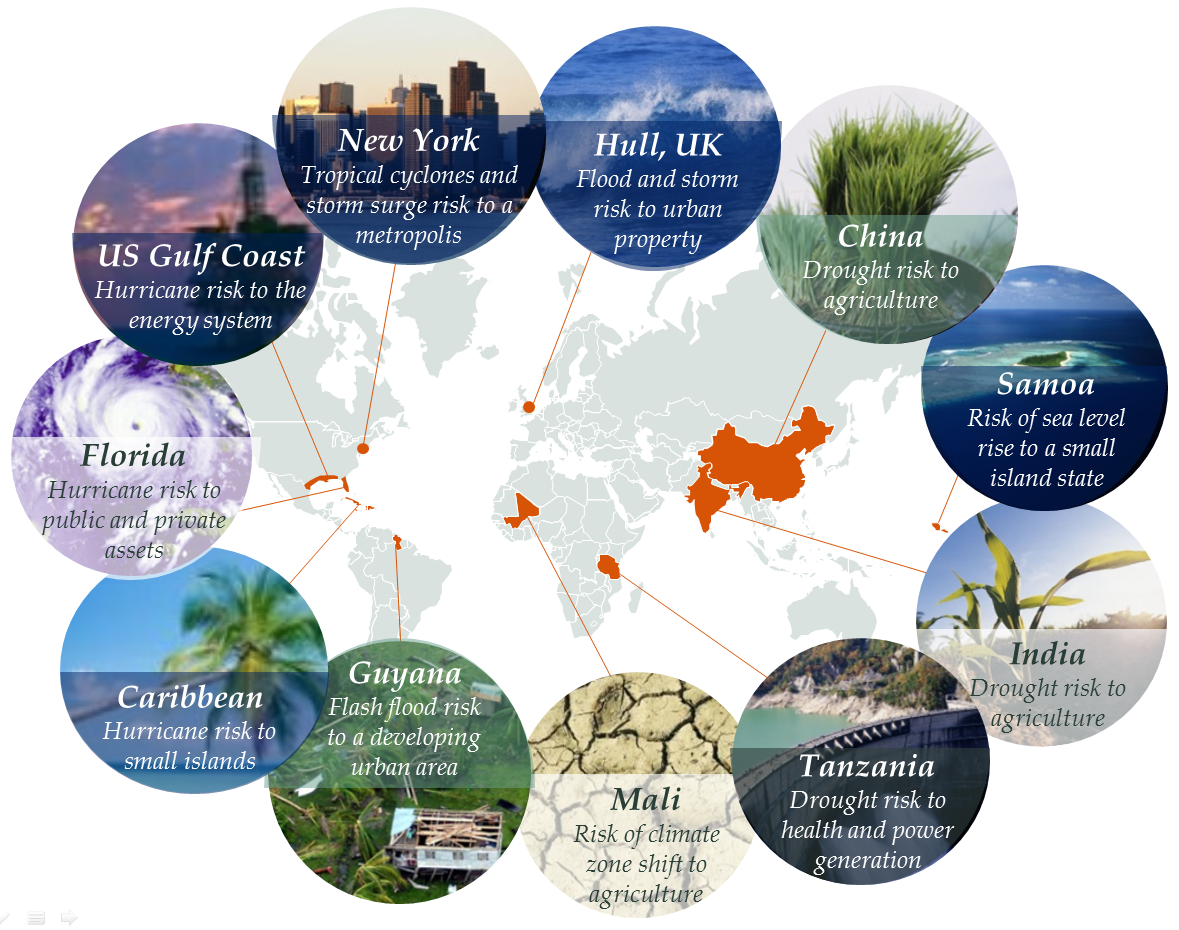 New York
Tropical cyclones and
storm surge risk to a
metropolis
Hull, UK
Flood and storm
risk to urban
property
China
Drought risk to
agriculture
US Gulf Coast
Hurricane risk to the
energy system
Samoa
Risk of sea level
rise to a small
island state
Florida
Hurricane risk to
public and private
assets
India
Drought risk to
agriculture
Caribbean
Hurricane risk to
small islands
Guyana
Flash flood risk
to a developing
urban area
Mali
Risk of climate
zone shift to
agriculture
Tanzania
Drought risk to
health and power
generation